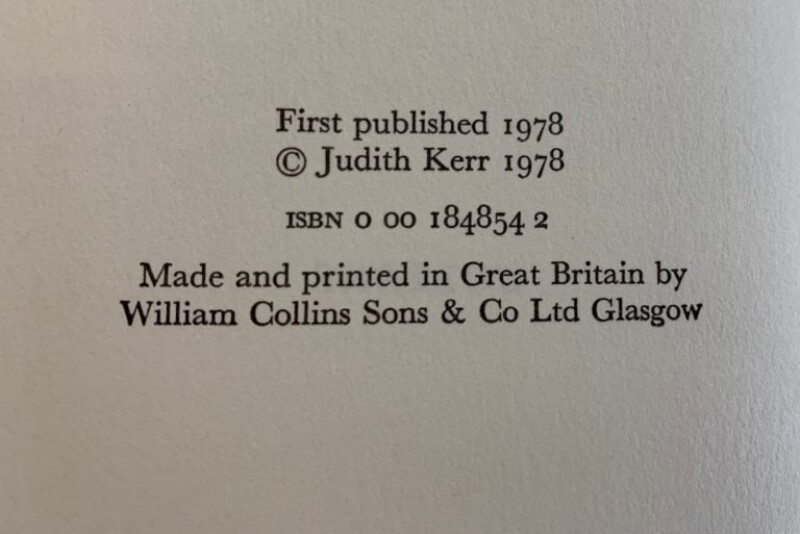 First published 1978
© Judith Kerr 1978
ISBN 0 00 184854 2
Made and printed in Great Britain by
William Collins Sons & Co Ltd Glasgow